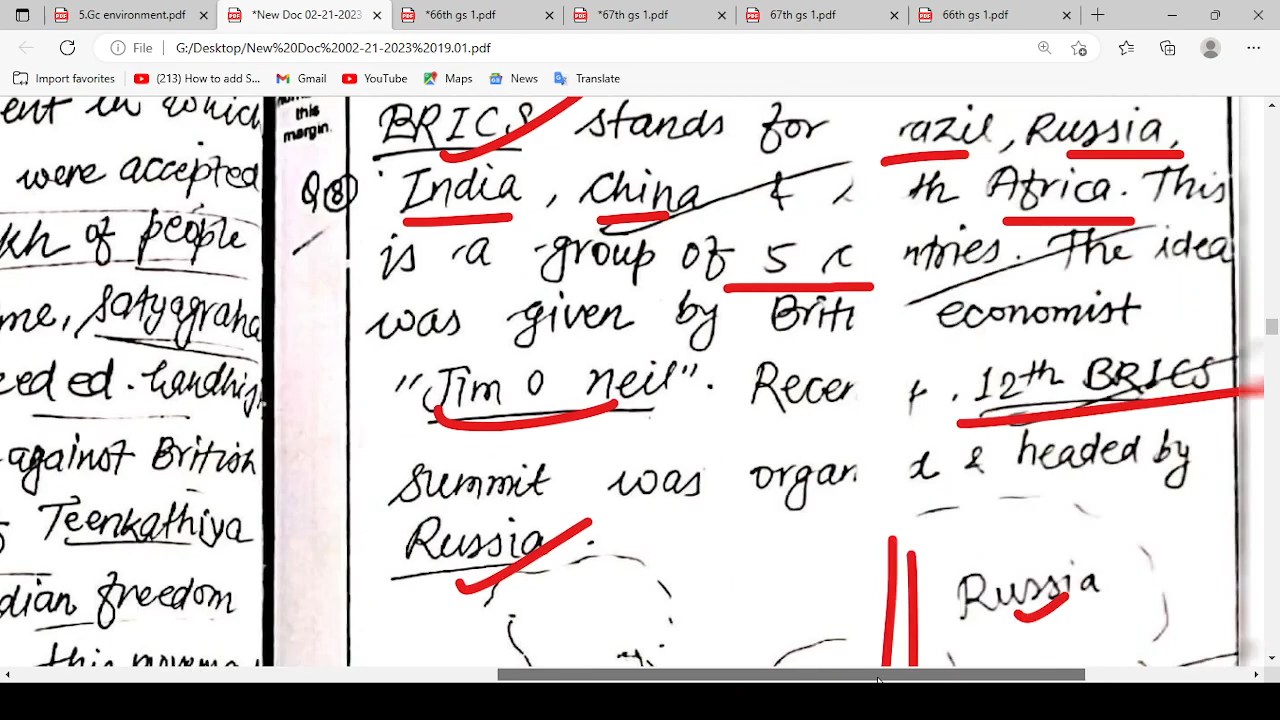 5.Gc environment.pdf
*New Doc 02-21-2023
*66th gs 1.pdf
*67th gs 1.pdf
67th gs 1.pdf
66th gs 1.pdf
File
G:/Desktop/New%20Doc%2002-21-2023%2019.01.pdf
Import favorites
(213) How to add S...
Gmail
YouTube
Maps
News
Translate
ent in which
were accepted
kh of people
me, satyagraha
eed ed. Gandhiji
against British
Teenkathiya
dian freedom
this
margin.
Q8
BRICS stands for razil, Russia,
India, China & th Africa. This
is a group of 5 c ntries. The idea
was given by Briti economist
"Jim O neil". Recen 12th BRICS
summit was organ d & headed by
Russia.
Russia